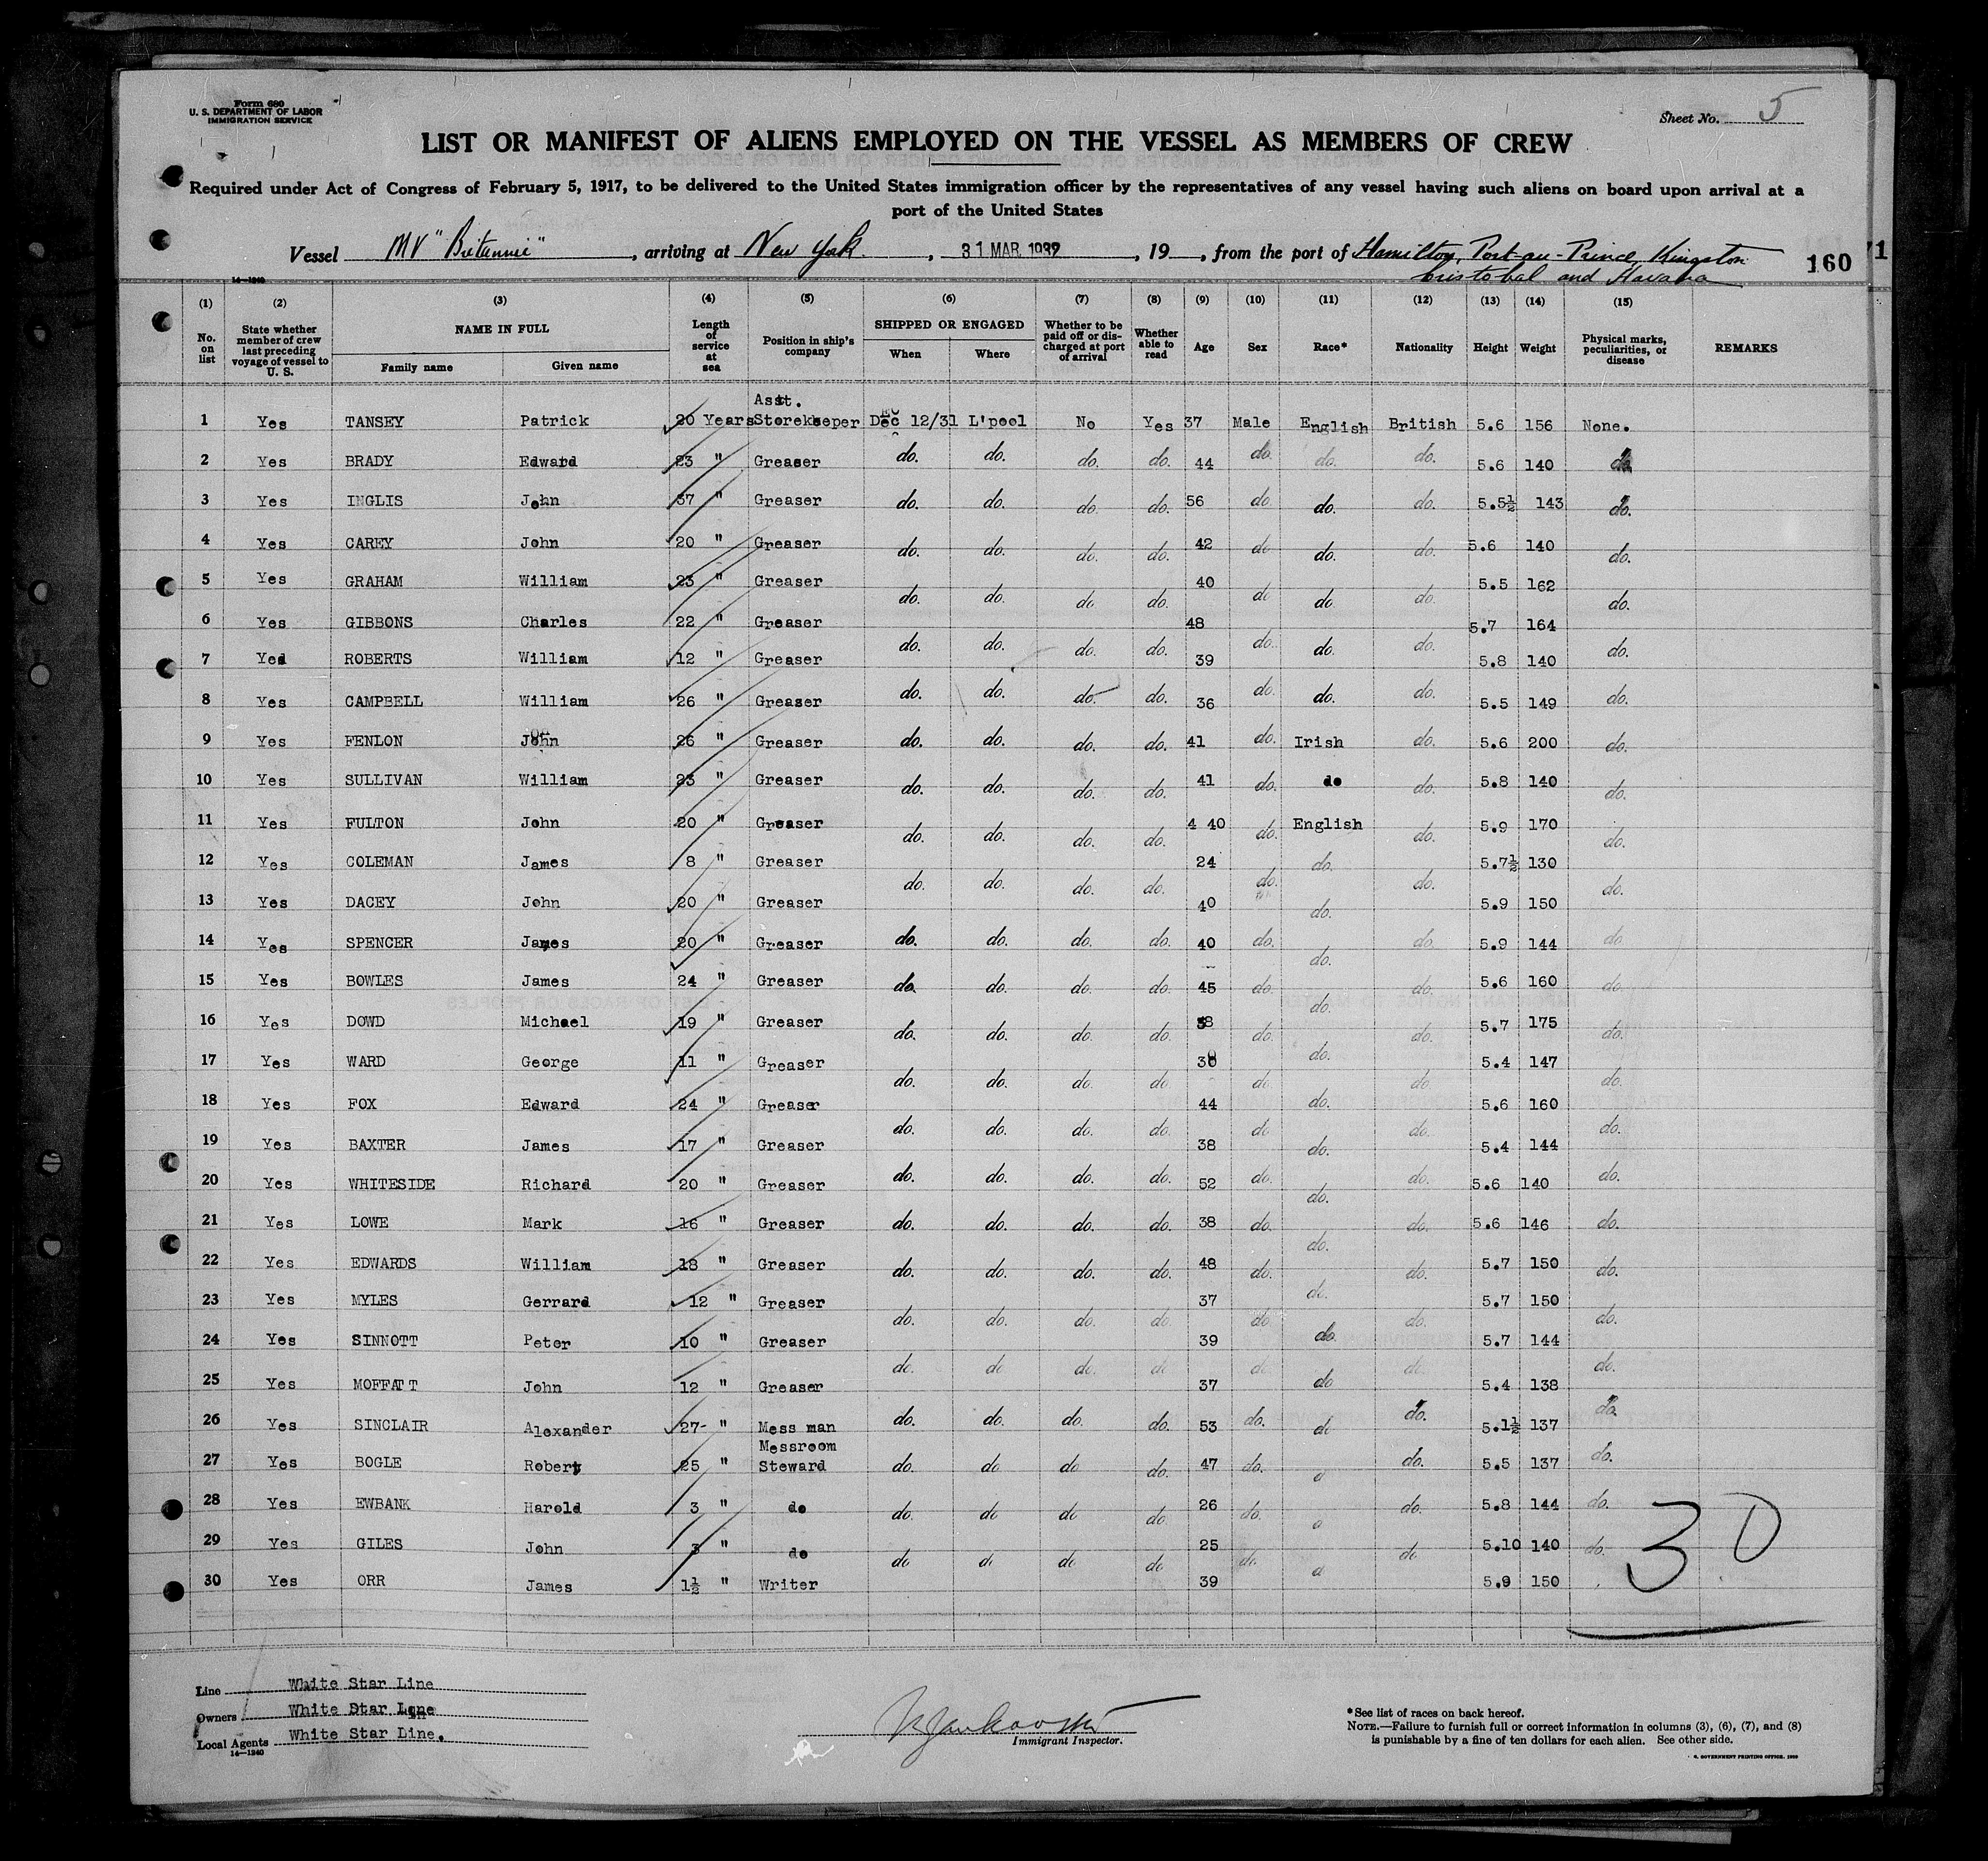 Form 680
U. S. DEPARTMENT OF LABOR
IMMIGRATION SERVICE
Sheet No. 5
LIST OR MANIFEST OF ALIENS EMPLOYED ON THE VESSEL AS MEMBERS OF CREW
Required under Act of Congress of February 5, 1917, to be delivered to the United States immigration officer by the representatives of any vessel having such aliens on board upon arrival at a
port of the United States
Vessel MV "Britannic", arriving at New York, 31 MAR 1932, 19 , from the port of Hamilton, Port-au-Prince, Kingston
Cristobal and Havana
160 71
14-1240
(1) (2) (3) (4) (5) (6) (7) (8) (9) (10) (11) (12) (13) (14) (15)
No. on list State whether member of crew last preceding voyage of vessel to U. S. NAME IN FULL Family name Given name Length of service at sea Position in ship's company SHIPPED OR ENGAGED When Where Whether to be paid off or discharged at port of arrival Whether able to read Age Sex Race* Nationality Height Weight Physical marks, peculiarities, or disease REMARKS
1 Yes TANSEY Patrick 20 Years Asst. Storekeeper Dec 12/31 L'pool No Yes 37 Male English British 5.6 156 None.
2 Yes BRADY Edward 23 " Greaser do. do. do. do. 44 do. do. do. 5.6 140 do.
3 Yes INGLIS John 37 " Greaser do. do. do. do. 56 do. do. do. 5.5½ 143 do.
4 Yes CAREY John 20 " Greaser do. do. do. do. 42 do do. do. 5.6 140 do.
5 Yes GRAHAM William 23 " Greaser do. do. do do. 40 do do. do. 5.5 162 do.
6 Yes GIBBONS Charles 22 " Greaser do. do. do. do. 48 do. do. do. 5.7 164 do.
7 Yes ROBERTS William 12 " Greaser do. do. do. do. 39 do. do. do. 5.8 140 do.
8 Yes CAMPBELL William 26 " Greaser 36 5.5 149
9 Yes FENLON John 26 " Greaser do. do. do. do. 41 do. Irish do. 5.6 200 do.
10 Yes SULLIVAN William 23 " Greaser do. do. do. do. 41 do. do do. 5.8 140 do.
11 Yes FULTON John 20 " Greaser do. do. do. do. 4 40 do. English do. 5.9 170 do.
12 Yes COLEMAN James 8 " Greaser do. do. do. do. 24 do. do. do. 5.7½ 130 do.
13 Yes DACEY John 20 " Greaser 40 do. 5.9 150
14 Yes SPENCER James 20 " Greaser do. do. do. do. 40 do. do. do. 5.9 144 do.
15 Yes BOWLES James 24 " Greaser do. do. do. do. 45 do. do. do. 5.6 160 do.
16 Yes DOWD Michael 19 " Greaser do. do. do. do. do. do. do. 5.7 175 do.
17 Yes WARD George 11 " Greaser do. do. do. do. do. do. 5.4 147 do.
18 Yes FOX Edward 24 " Greaser do. do. do. do. 44 do do. do. 5.6 160 do.
19 Yes BAXTER James 17 " Greaser 38 do. 5.4 144
20 Yes WHITESIDE Richard 20 " Greaser do. do. do. do. 52 do. do. do. 5.6 140 do.
21 Yes LOWE Mark 16 " Greaser do. do. do. do. 38 do. do. do. 5.6 146 do.
22 Yes EDWARDS William 18 " Greaser do. do. do. do. 48 do. do. do. 5.7 150 do.
23 Yes MYLES Gerrard 12 " Greaser do. do. do. do. 37 do. do. 5.7 150 do.
24 Yes SINNOTT Peter 10 " Greaser do. do do. do 39 do do. do 5.7 144 do.
25 Yes MOFFATT John 12 " Greaser 37 do 5.4 138
26 Yes SINCLAIR Alexander 27 " Mess man do. do. do. do. 53 do. do do. 5.1½ 137 do.
27 Yes BOGLE Robert 25 " Messroom Steward do. do do do. 47 do. do. 5.5 137 do.
28 Yes EWBANK Harold 3 " do do. do do do. 26 do. do. 5.8 144 do.
29 Yes GILES John 3 " do do do do 25 do. do 5.10 140 do.
30 Yes ORR James 1½ " Writer 39 5.9 150
30
Line White Star Line
Owners White Star Line
Local Agents White Star Line.
14-1240
Immigrant Inspector.
*See list of races on back hereof.
NOTE.—Failure to furnish full or correct information in columns (3), (6), (7), and (8)
is punishable by a fine of ten dollars for each alien. See other side.